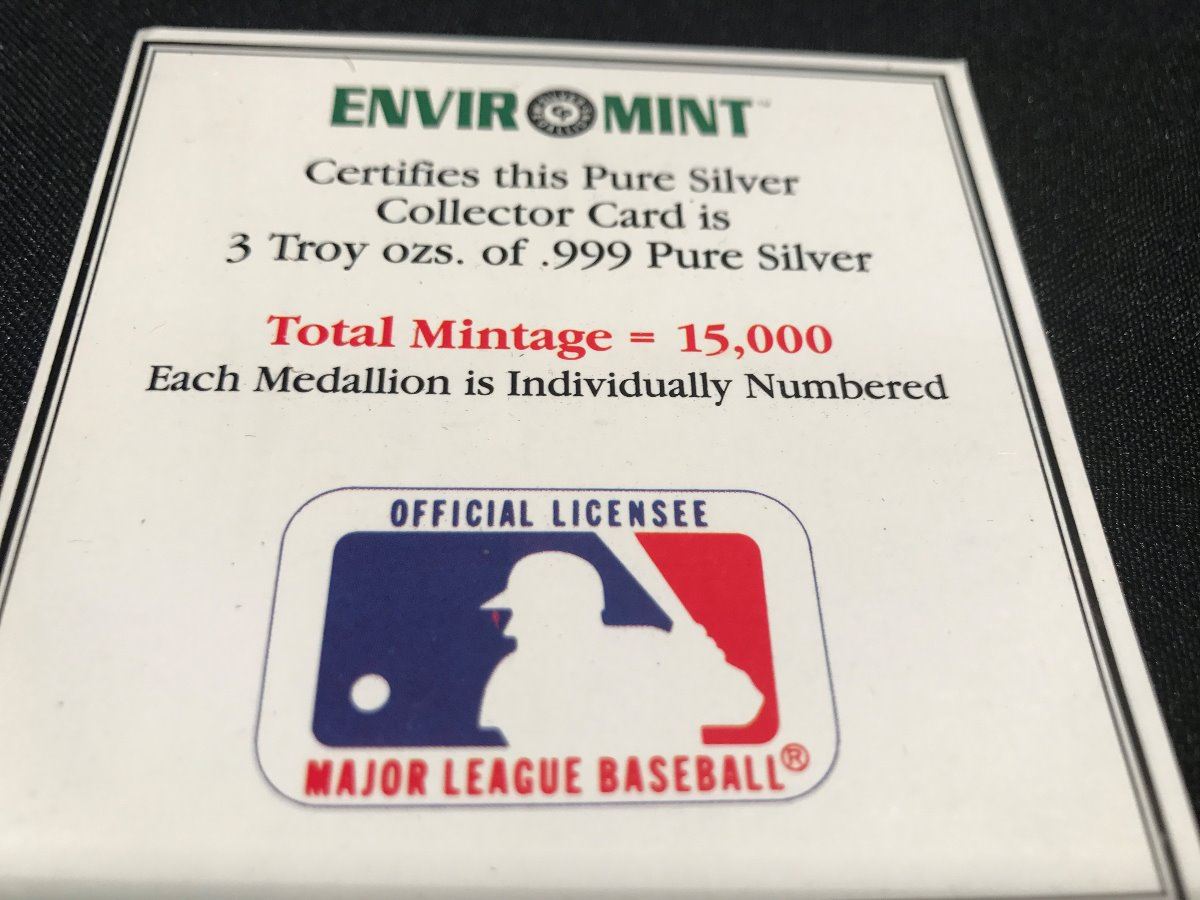 ENVIROMINT™
Certifies this Pure Silver
Collector Card is
3 Troy ozs. of .999 Pure Silver
Total Mintage = 15,000
Each Medallion is Individually Numbered
OFFICIAL LICENSEE
MAJOR LEAGUE BASEBALL®